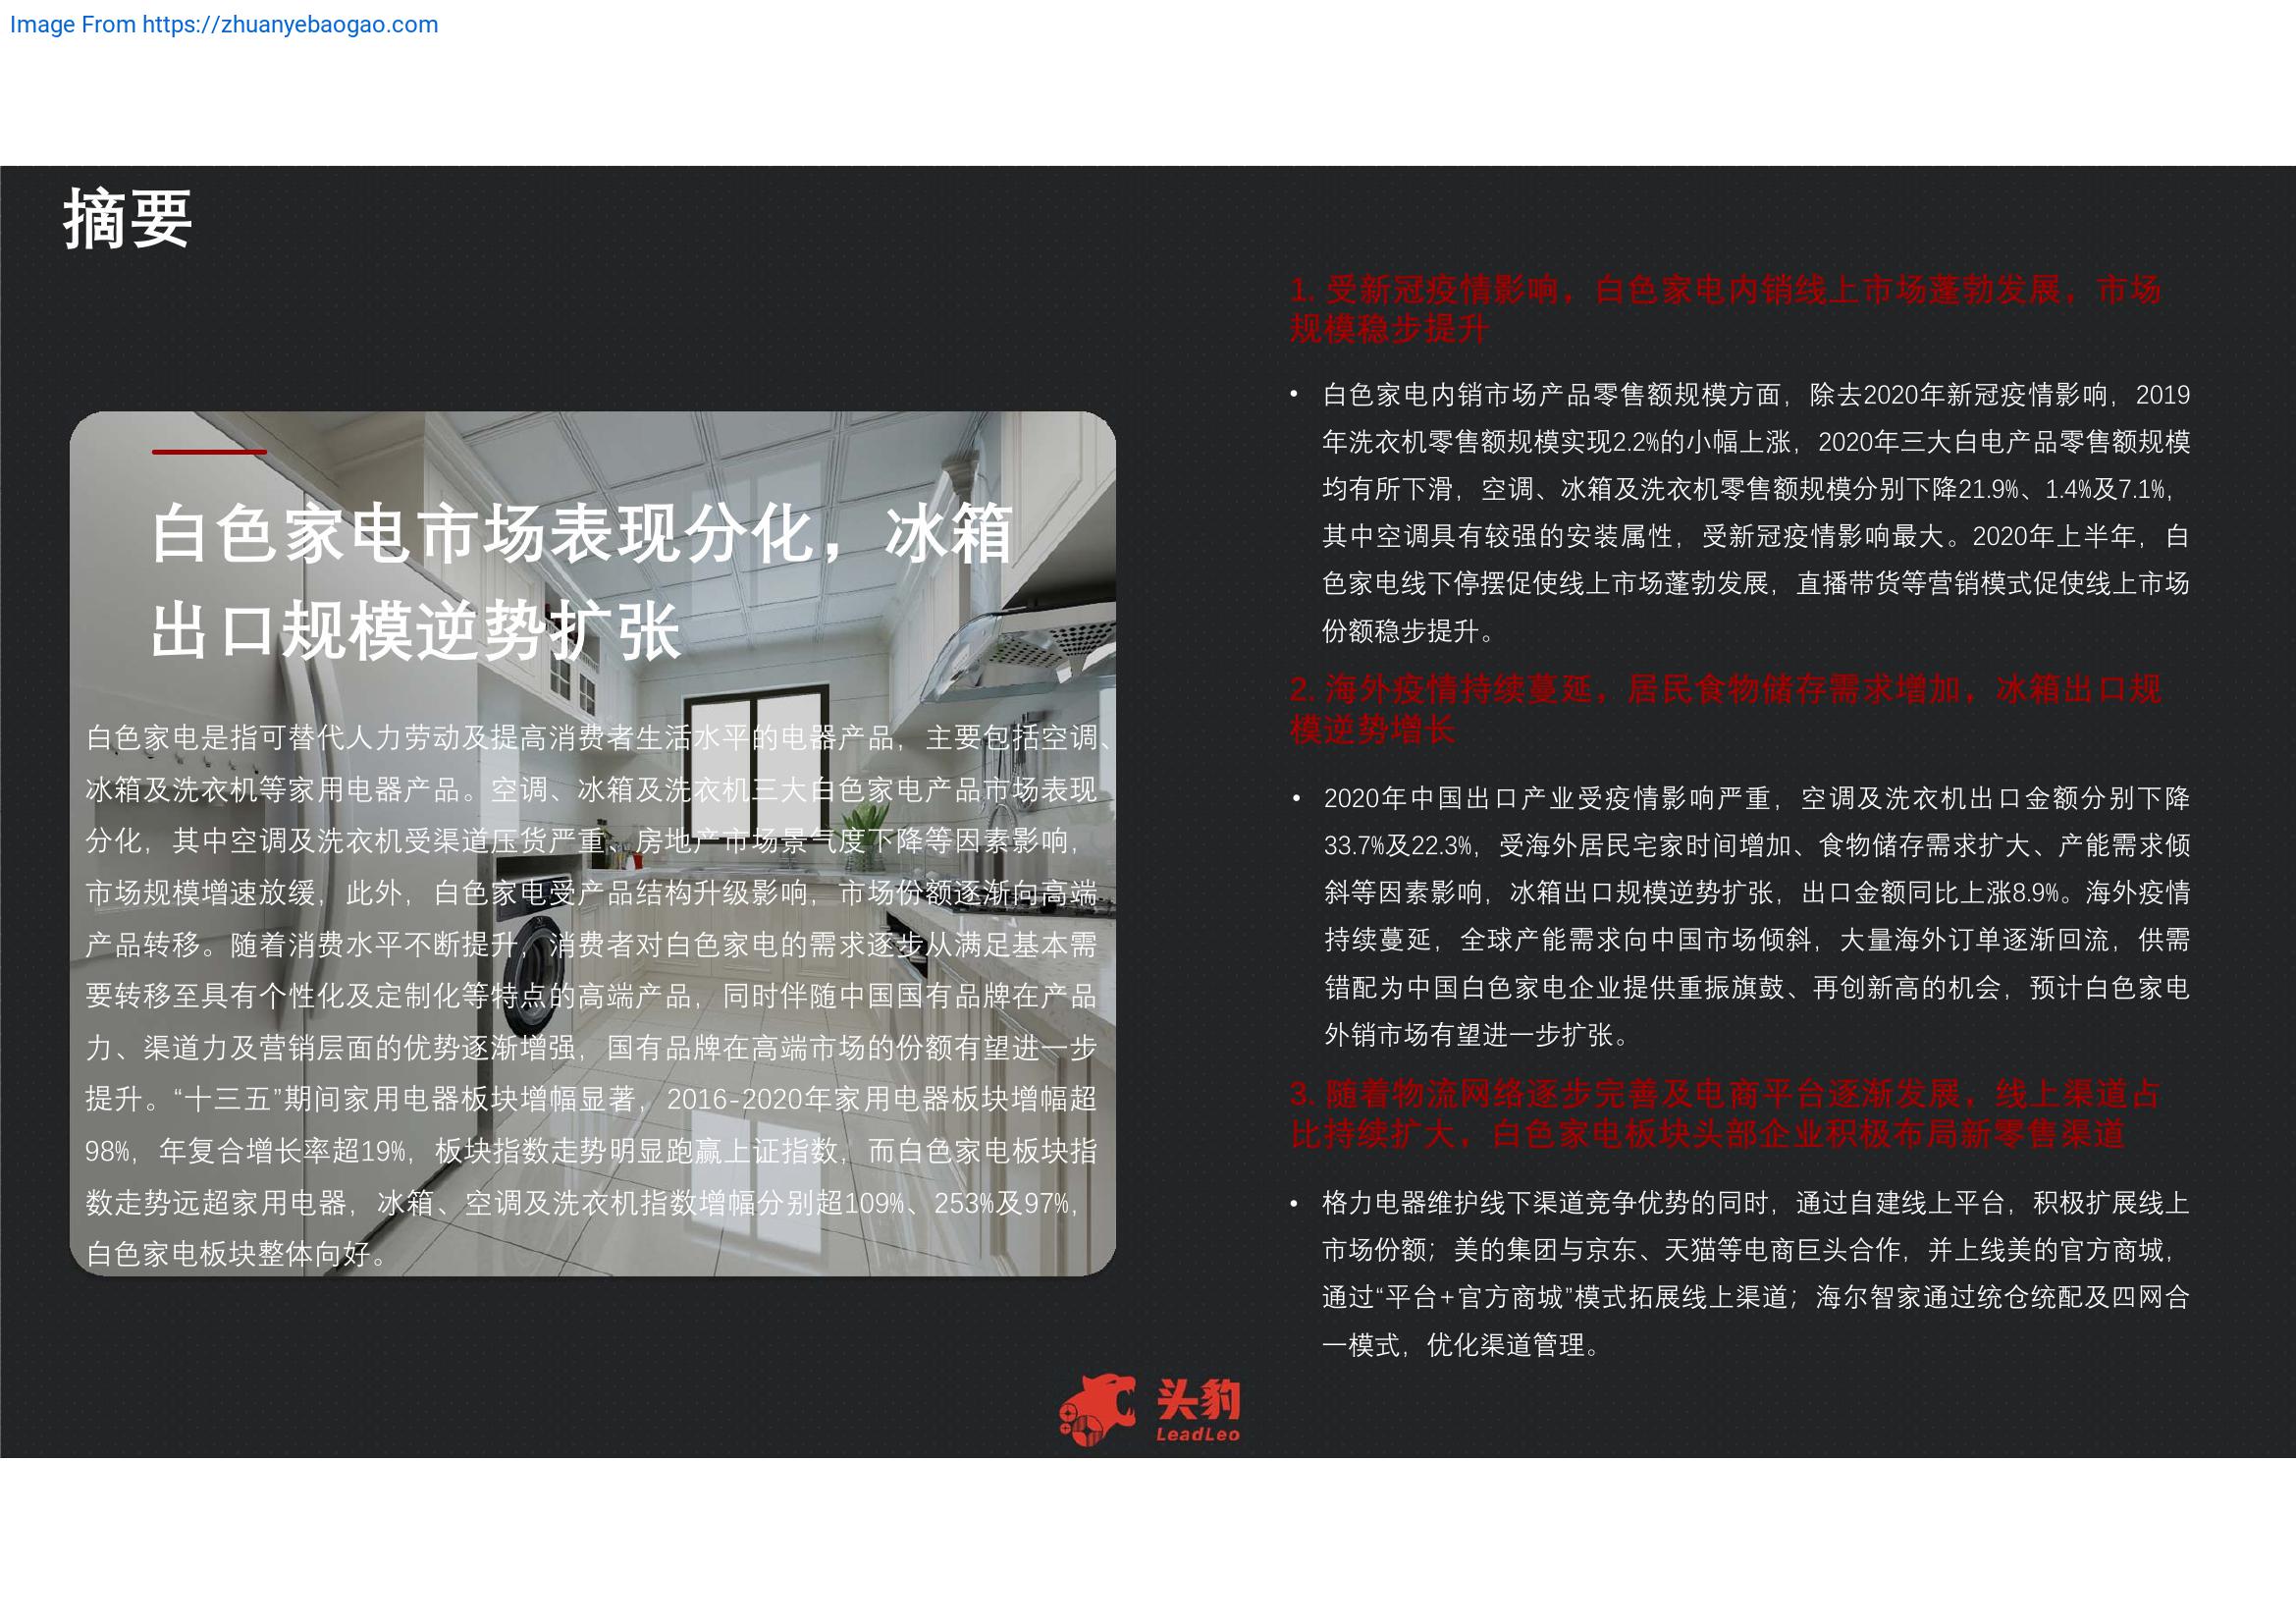 Image From https://zhuanyebaogao.com
摘要
白色家电市场表现分化，冰箱
出口规模逆势扩张
白色家电是指可替代人力劳动及提高消费者生活水平的电器产品，主要包括空调、
冰箱及洗衣机等家用电器产品。空调、冰箱及洗衣机三大白色家电产品市场表现
分化，其中空调及洗衣机受渠道压货严重、房地产市场景气度下降等因素影响，
市场规模增速放缓，此外，白色家电受产品结构升级影响，市场份额逐渐向高端
产品转移。随着消费水平不断提升，消费者对白色家电的需求逐步从满足基本需
要转移至具有个性化及定制化等特点的高端产品，同时伴随中国国有品牌在产品
力、渠道力及营销层面的优势逐渐增强，国有品牌在高端市场的份额有望进一步
提升。“十三五”期间家用电器板块增幅显著，2016-2020年家用电器板块增幅超
98%，年复合增长率超19%，板块指数走势明显跑赢上证指数，而白色家电板块指
数走势远超家用电器，冰箱、空调及洗衣机指数增幅分别超109%、253%及97%，
白色家电板块整体向好。
1. 受新冠疫情影响，白色家电内销线上市场蓬勃发展，市场
规模稳步提升
• 白色家电内销市场产品零售额规模方面，除去2020年新冠疫情影响，2019
年洗衣机零售额规模实现2.2%的小幅上涨，2020年三大白电产品零售额规模
均有所下滑，空调、冰箱及洗衣机零售额规模分别下降21.9%、1.4%及7.1%，
其中空调具有较强的安装属性，受新冠疫情影响最大。2020年上半年，白
色家电线下停摆促使线上市场蓬勃发展，直播带货等营销模式促使线上市场
份额稳步提升。
2. 海外疫情持续蔓延，居民食物储存需求增加，冰箱出口规
模逆势增长
• 2020年中国出口产业受疫情影响严重，空调及洗衣机出口金额分别下降
33.7%及22.3%，受海外居民宅家时间增加、食物储存需求扩大、产能需求倾
斜等因素影响，冰箱出口规模逆势扩张，出口金额同比上涨8.9%。海外疫情
持续蔓延，全球产能需求向中国市场倾斜，大量海外订单逐渐回流，供需
错配为中国白色家电企业提供重振旗鼓、再创新高的机会，预计白色家电
外销市场有望进一步扩张。
3. 随着物流网络逐步完善及电商平台逐渐发展，线上渠道占
比持续扩大，白色家电板块头部企业积极布局新零售渠道
• 格力电器维护线下渠道竞争优势的同时，通过自建线上平台，积极扩展线上
市场份额；美的集团与京东、天猫等电商巨头合作，并上线美的官方商城，
通过“平台+官方商城”模式拓展线上渠道；海尔智家通过统仓统配及四网合
一模式，优化渠道管理。
头豹
LeadLeo